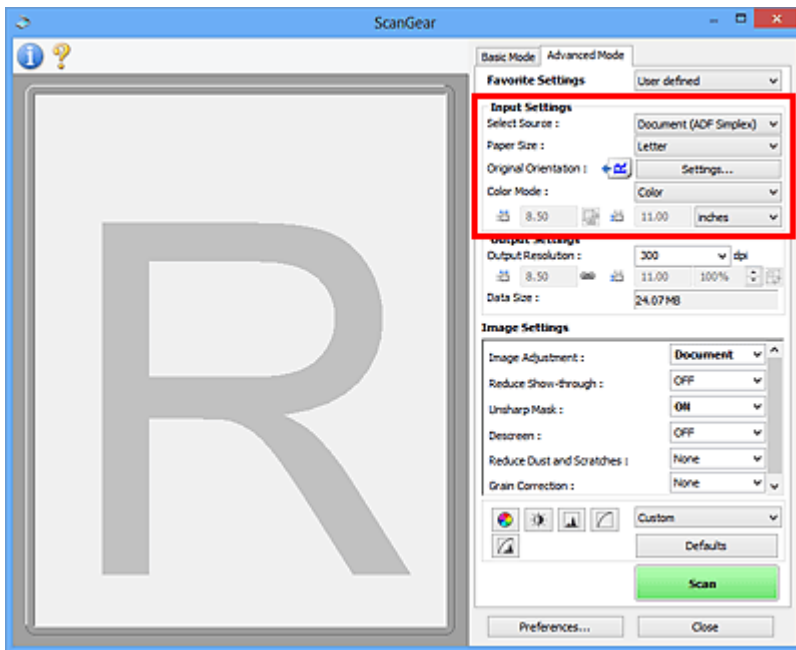 ScanGear
Basic Mode Advanced Mode
Favorite Settings User defined
Input Settings
Select Source : Document (ADF Simplex)
Paper Size : Letter
Original Orientation : R Settings...
Color Mode : Color
8.50 11.00 inches
Output Settings
Output Resolution : 300 dpi
8.50 11.00 100%
Data Size : 24.07 MB
Image Settings
Image Adjustment : Document
Reduce Show-through : OFF
Unsharp Mask : ON
Descreen : OFF
Reduce Dust and Scratches : None
Grain Correction : None
Custom
Defaults
Scan
Preferences... Close
R